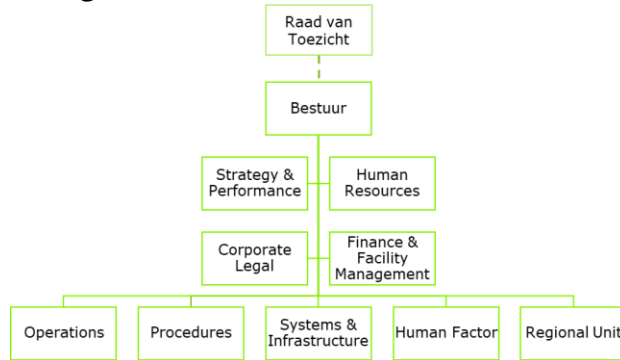 Raad van
Toezicht
Bestuur
Strategy &
Performance
Human
Resources
Corporate
Legal
Finance &
Facility
Management
Operations
Procedures
Systems &
Infrastructure
Human Factor
Regional Unit